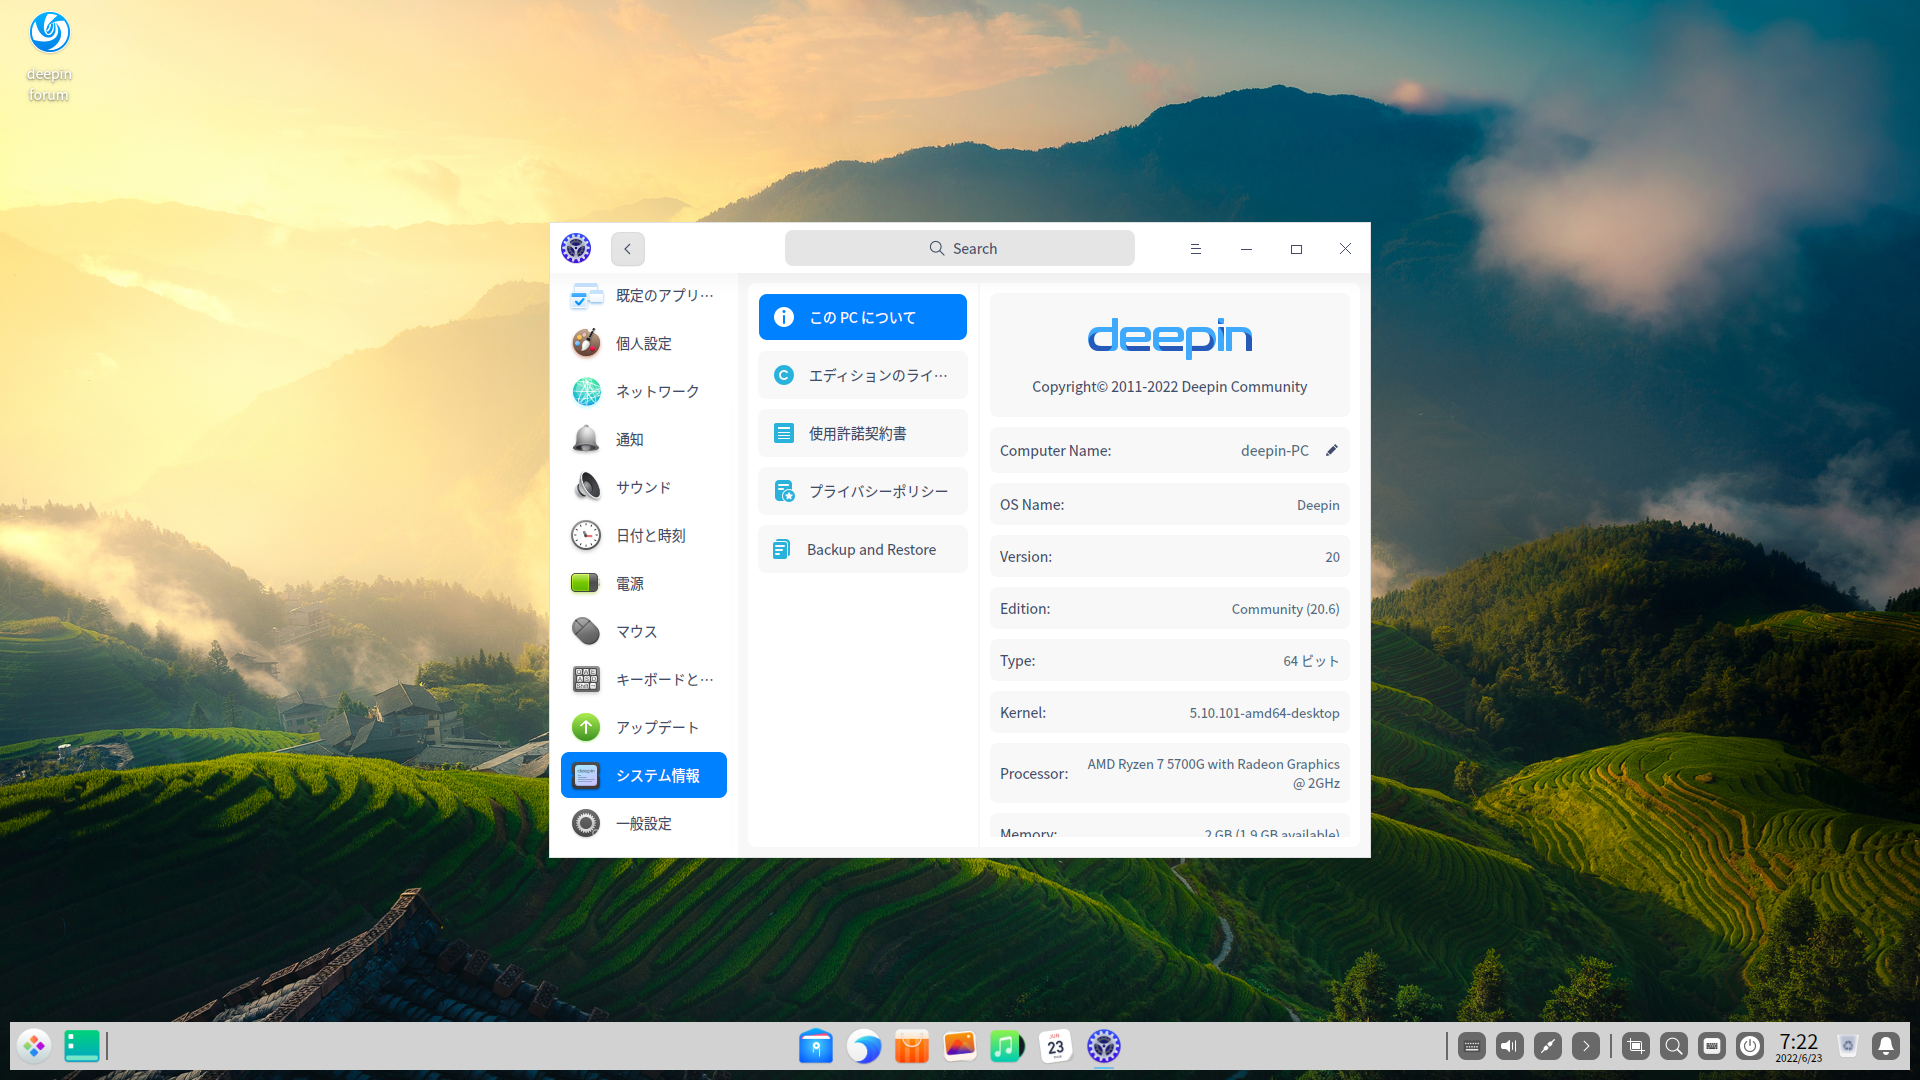 deepin
forum
Search
既定のアプリ…
個人設定
ネットワーク
通知
サウンド
日付と時刻
電源
マウス
キーボードと…
アップデート
システム情報
一般設定
この PC について
エディションのライ…
使用許諾契約書
プライバシーポリシー
Backup and Restore
deepin
Copyright© 2011-2022 Deepin Community
Computer Name: deepin-PC
OS Name: Deepin
Version: 20
Edition: Community (20.6)
Type: 64 ビット
Kernel: 5.10.101-amd64-desktop
Processor: AMD Ryzen 7 5700G with Radeon Graphics
@ 2GHz
Memory: 2 GB (1.9 GB available)
JUN
23
7:22
2022/6/23